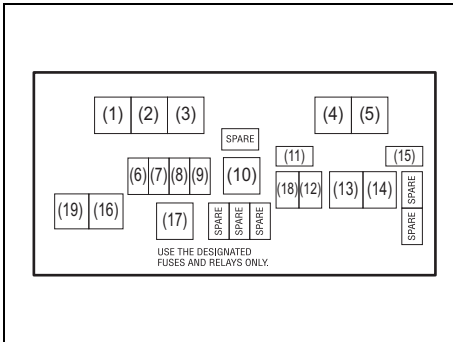 (1) (2) (3) (4) (5)
SPARE
(11) (15)
(6) (7) (8) (9) (10) (18) (12) (13) (14) SPARE
(19) (16) (17) SPARE SPARE SPARE SPARE
USE THE DESIGNATED
FUSES AND RELAYS ONLY.